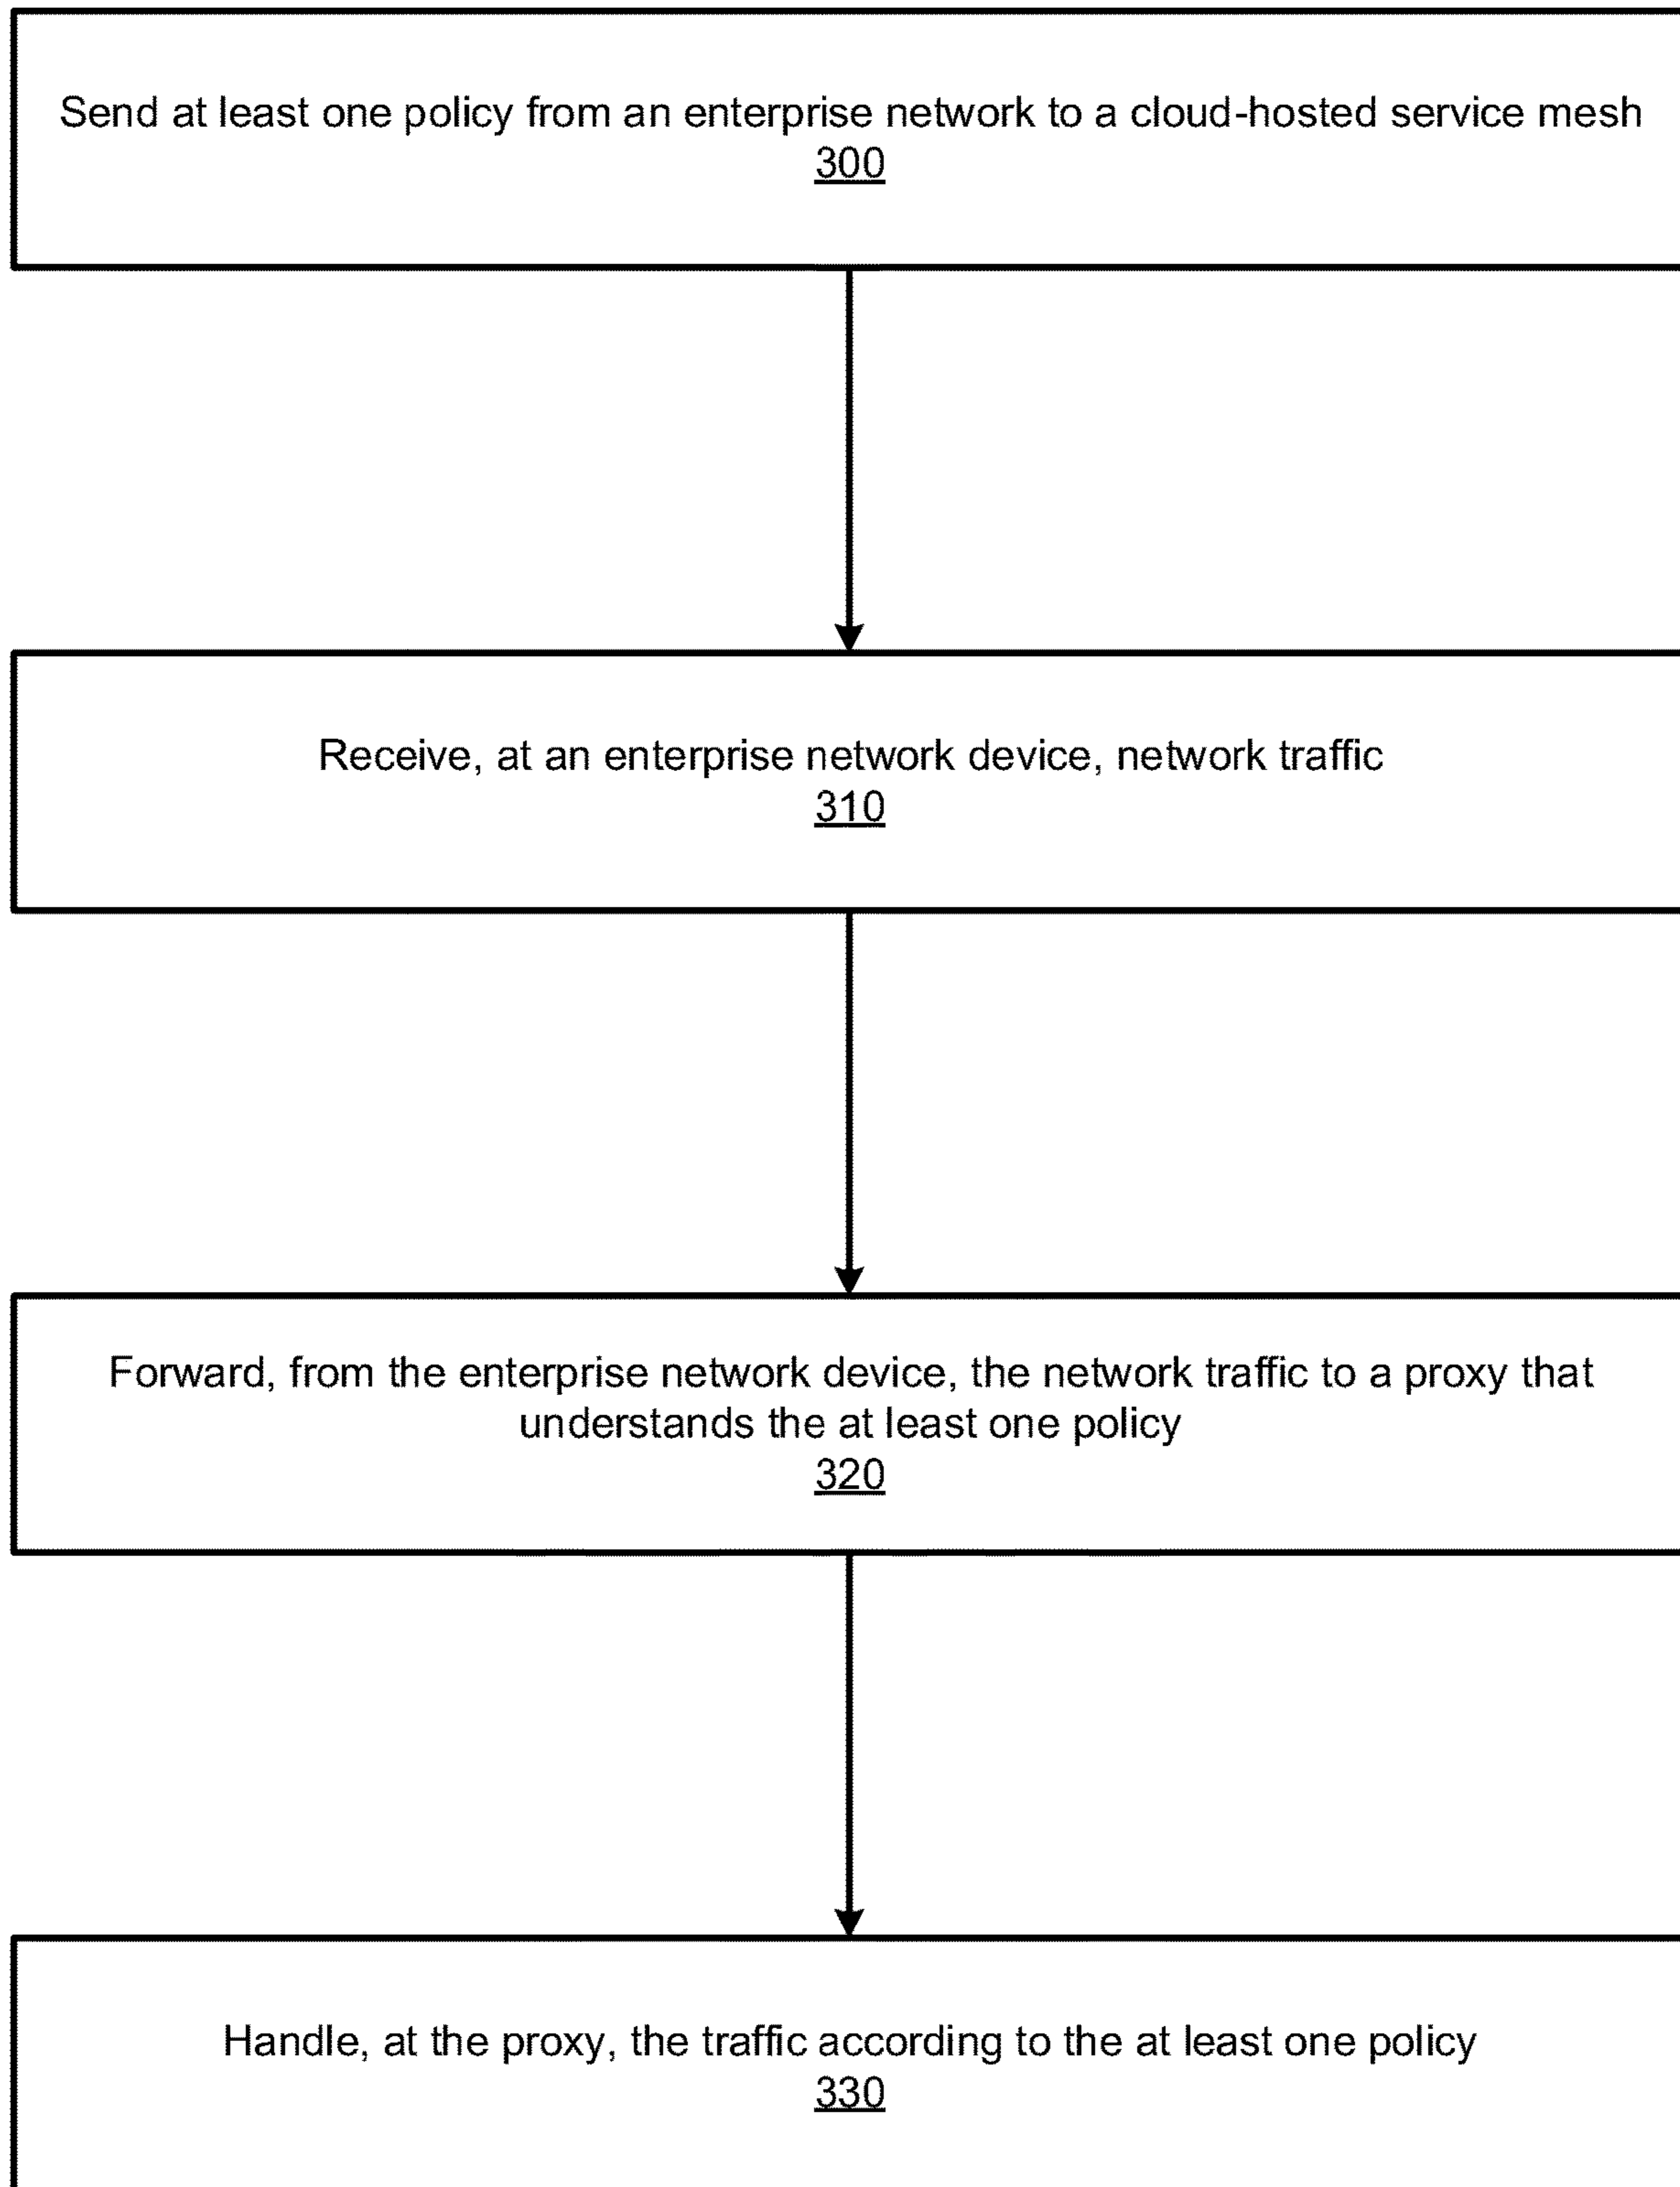 Send at least one policy from an enterprise network to a cloud-hosted service mesh
300
Receive, at an enterprise network device, network traffic
310
Forward, from the enterprise network device, the network traffic to a proxy that
understands the at least one policy
320
Handle, at the proxy, the traffic according to the at least one policy
330